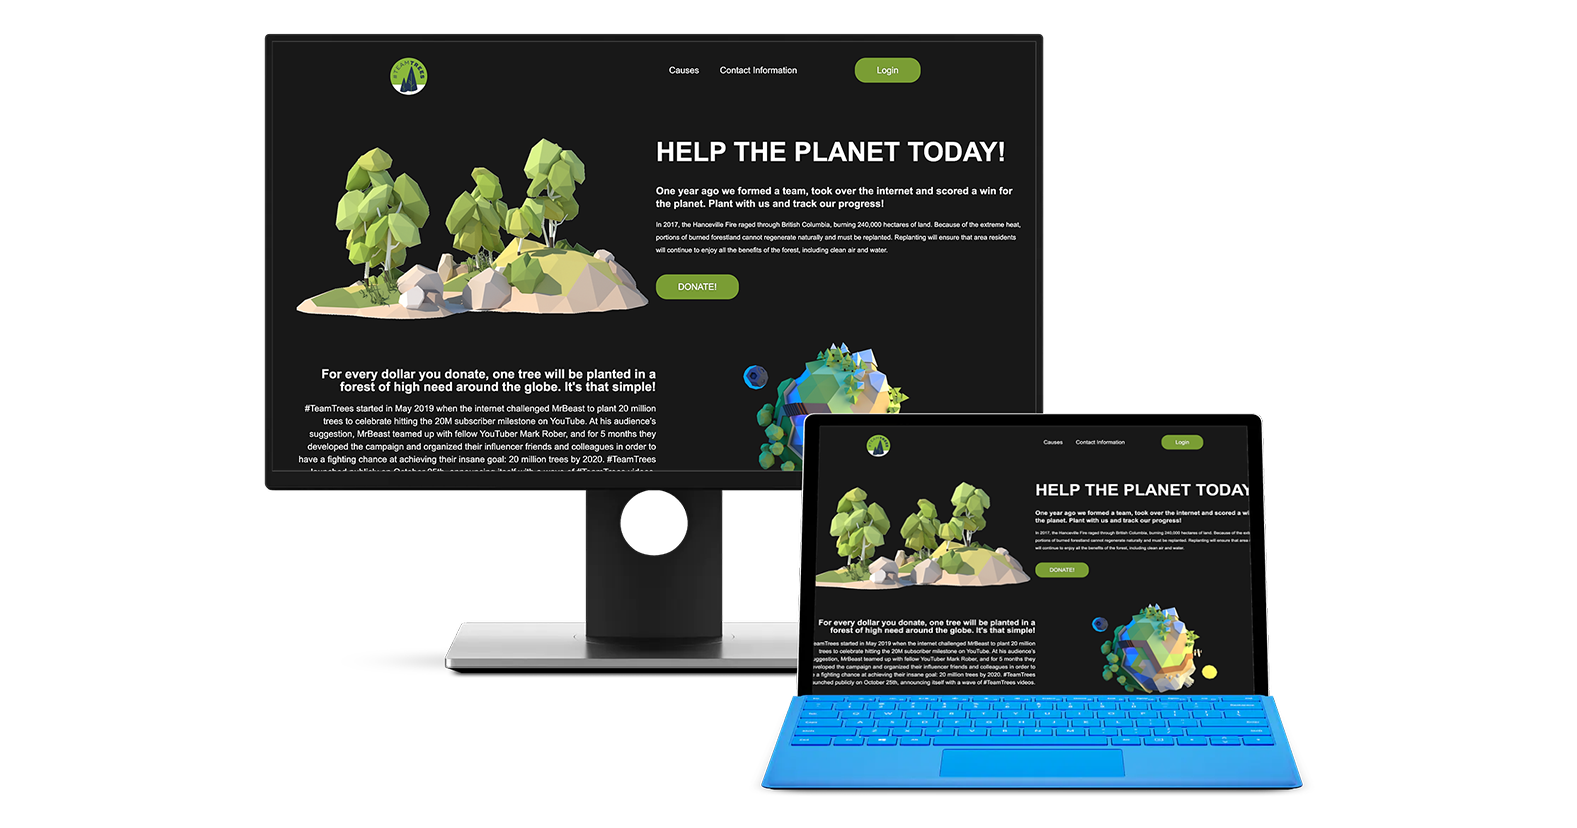 #TEAMTREES
Causes
Contact Information
Login
HELP THE PLANET TODAY!
One year ago we formed a team, took over the internet and scored a win for
the planet. Plant with us and track our progress!
In 2017, the Hanceville Fire raged through British Columbia, burning 240,000 hectares of land. Because of the extreme heat,
portions of burned forestland cannot regenerate naturally and must be replanted. Replanting will ensure that area residents
will continue to enjoy all the benefits of the forest, including clean air and water.
DONATE!
For every dollar you donate, one tree will be planted in a
forest of high need around the globe. It's that simple!
#TeamTrees started in May 2019 when the internet challenged MrBeast to plant 20 million
trees to celebrate hitting the 20M subscriber milestone on YouTube. At his audience's
suggestion, MrBeast teamed up with fellow YouTuber Mark Rober, and for 5 months they
developed the campaign and organized their influencer friends and colleagues in order to
have a fighting chance at achieving their insane goal: 20 million trees by 2020. #TeamTrees
launched publicly on October 25th, announcing itself with a wave of #TeamTrees videos.
Causes
Contact Information
Login
HELP THE PLANET TODAY
One year ago we formed a team, took over the internet and scored a wi
the planet. Plant with us and track our progress!
In 2017, the Hanceville Fire raged through British Columbia, burning 240,000 hectares of land. Because of the ext
portions of burned forestland cannot regenerate naturally and must be replanted. Replanting will ensure that area
will continue to enjoy all the benefits of the forest, including clean air and water.
DONATE!
For every dollar you donate, one tree will be planted in a
forest of high need around the globe. It's that simple!
eamTrees started in May 2019 when the internet challenged MrBeast to plant 20 million
trees to celebrate hitting the 20M subscriber milestone on YouTube. At his audience's
uggestion, MrBeast teamed up with fellow YouTuber Mark Rober, and for 5 months they
veloped the campaign and organized their influencer friends and colleagues in order to
e a fighting chance at achieving their insane goal: 20 million trees by 2020. #TeamTrees
unched publicly on October 25th, announcing itself with a wave of #TeamTrees videos.